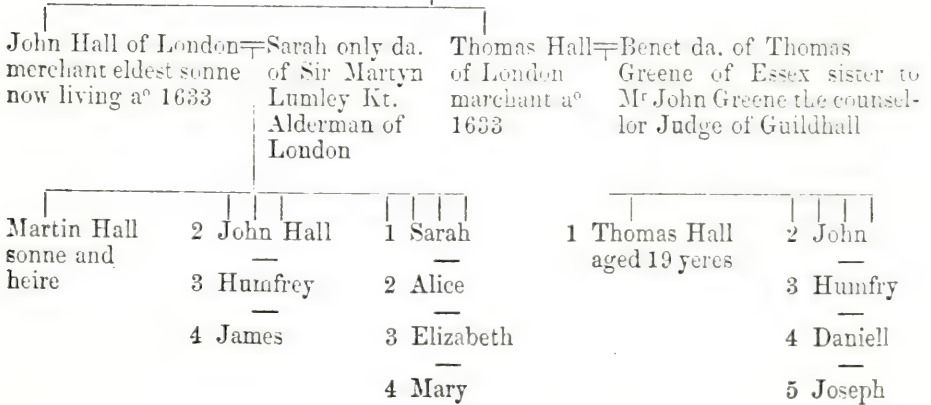 John Hall of London
merchant eldest sonne
now living aº 1633
Sarah only da.
of Sir Martyn
Lumley Kt.
Alderman of
London
Thomas Hall
of London
marchant aº
1633
Benet da. of Thomas
Greene of Essex sister to
Mʳ John Greene the counsel-
lor Judge of Guildhall
Martin Hall
sonne and
heire
2 John Hall
3 Humfrey
4 James
1 Sarah
2 Alice
3 Elizabeth
4 Mary
1 Thomas Hall
aged 19 yeres
2 John
3 Humfry
4 Daniell
5 Joseph